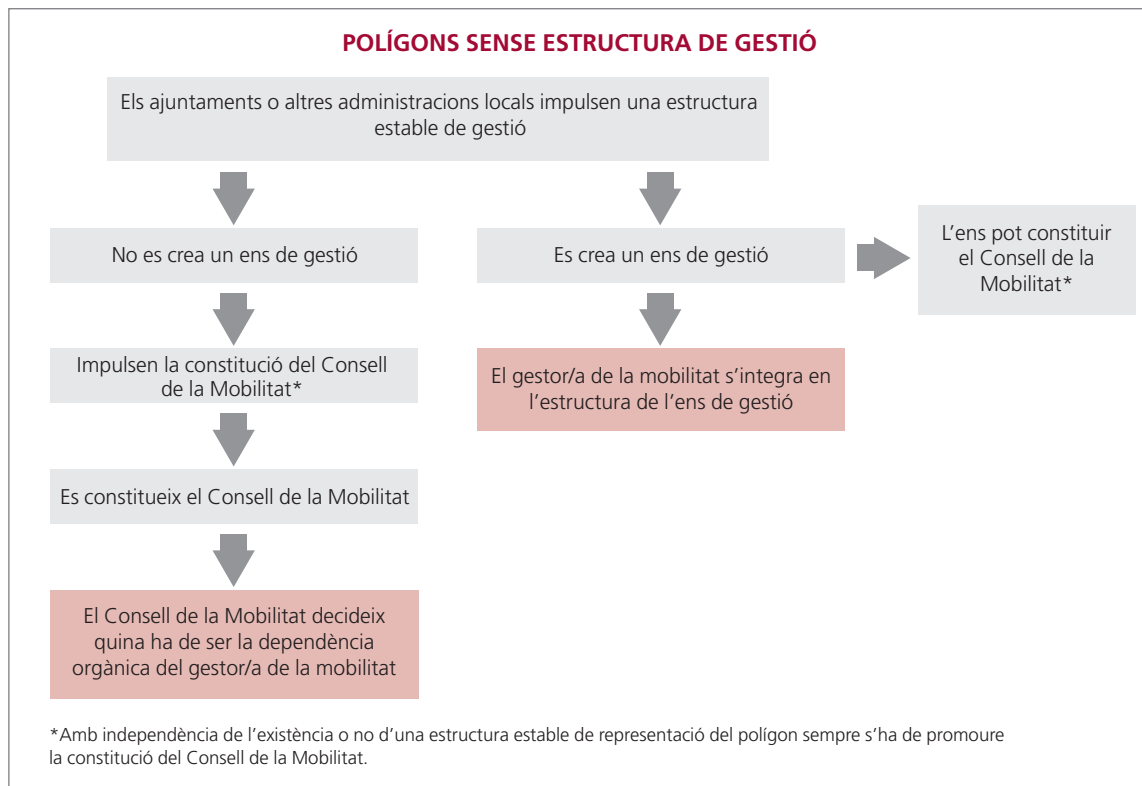 POLÍGONS SENSE ESTRUCTURA DE GESTIÓ
Els ajuntaments o altres administracions locals impulsen una estructura
estable de gestió
No es crea un ens de gestió
Es crea un ens de gestió
L'ens pot constituir
el Consell de la
Mobilitat*
Impulsen la constitució del Consell
de la Mobilitat*
El gestor/a de la mobilitat s'integra en
l'estructura de l'ens de gestió
Es constitueix el Consell de la Mobilitat
El Consell de la Mobilitat decideix
quina ha de ser la dependència
orgànica del gestor/a de la mobilitat
*Amb independència de l'existència o no d'una estructura estable de representació del polígon sempre s'ha de promoure
la constitució del Consell de la Mobilitat.